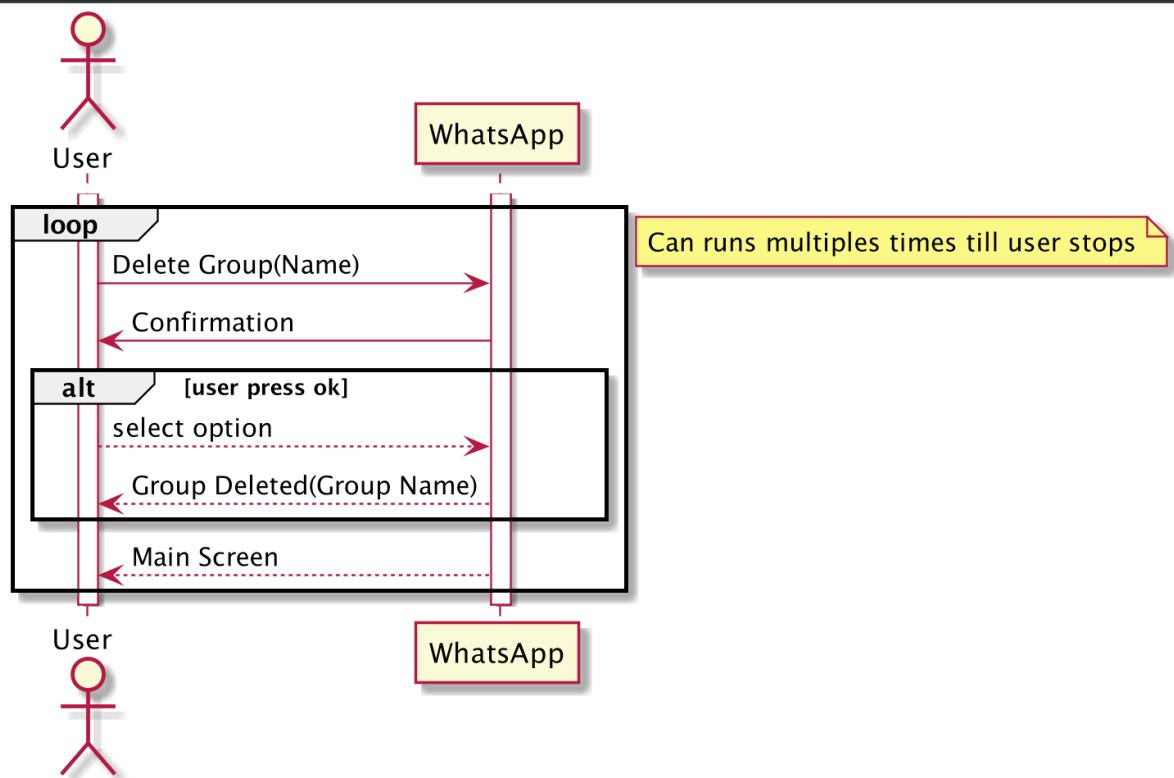 User
WhatsApp
loop
Can runs multiples times till user stops
Delete Group(Name)
Confirmation
alt [user press ok]
select option
Group Deleted(Group Name)
Main Screen
User
WhatsApp